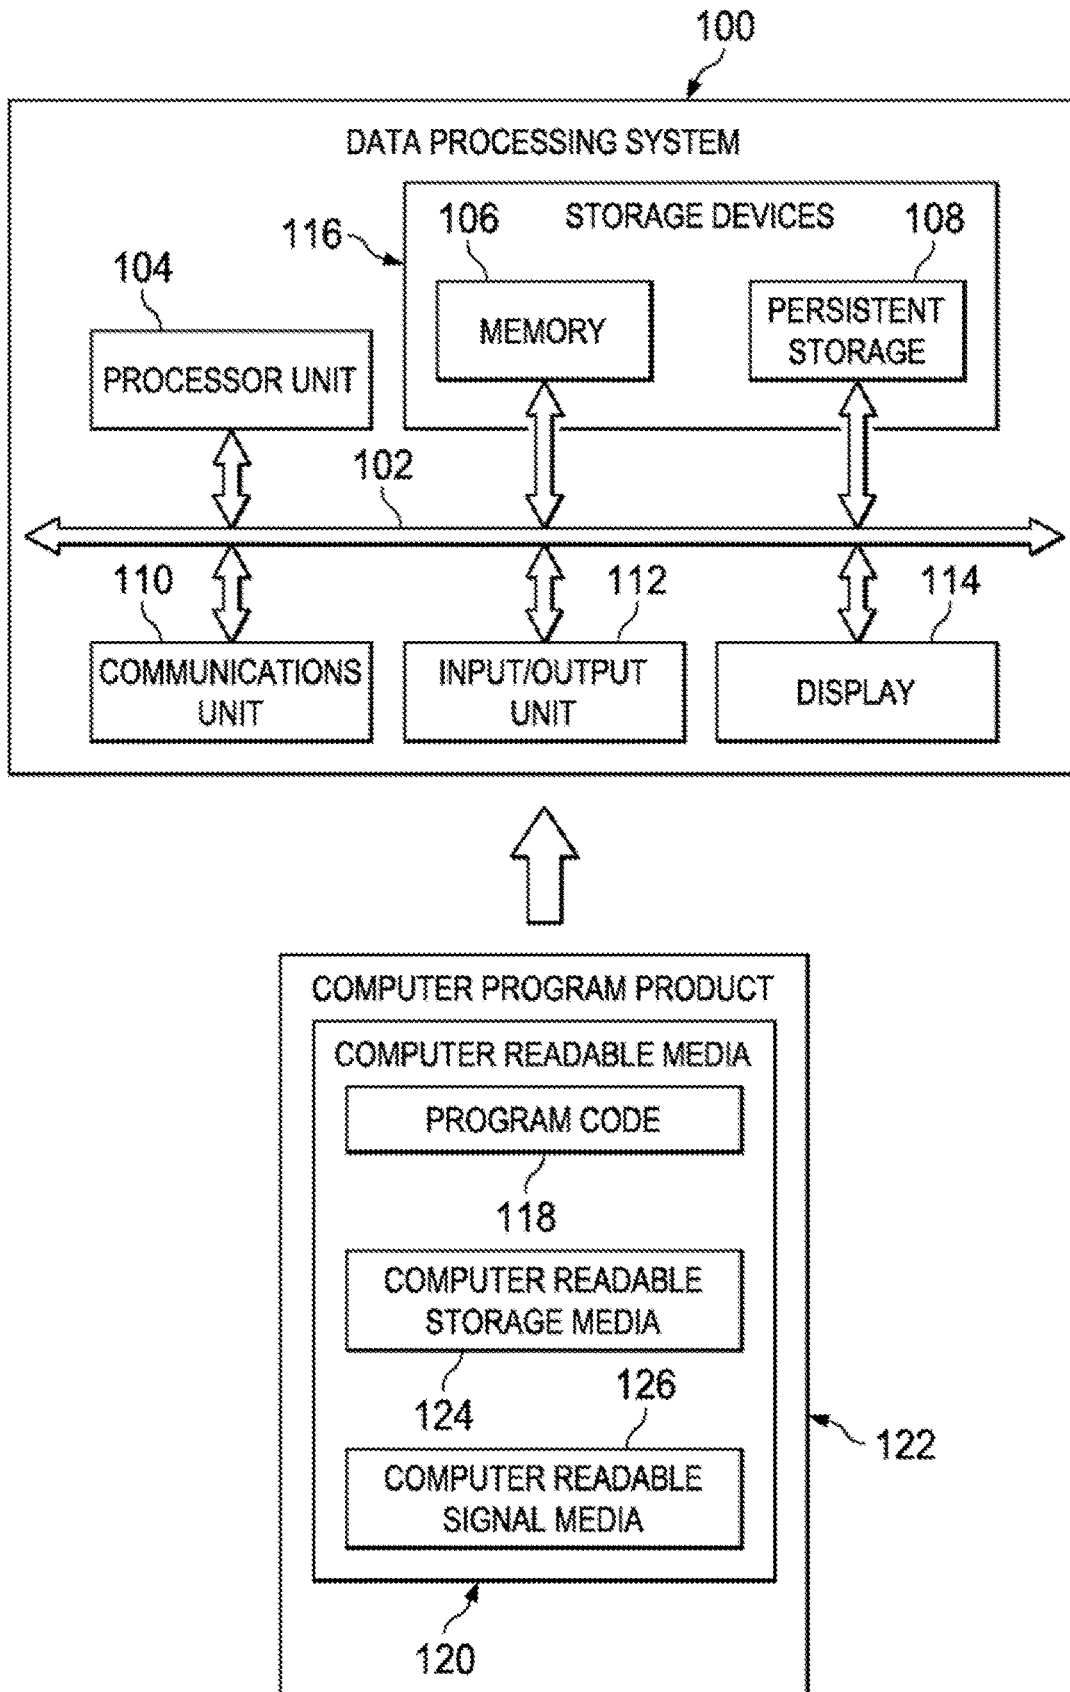 100
DATA PROCESSING SYSTEM
STORAGE DEVICES
116
106
108
104
MEMORY
PERSISTENT
STORAGE
PROCESSOR UNIT
102
110
112
114
COMMUNICATIONS
UNIT
INPUT/OUTPUT
UNIT
DISPLAY
COMPUTER PROGRAM PRODUCT
COMPUTER READABLE MEDIA
PROGRAM CODE
118
COMPUTER READABLE
STORAGE MEDIA
124
126
122
COMPUTER READABLE
SIGNAL MEDIA
120